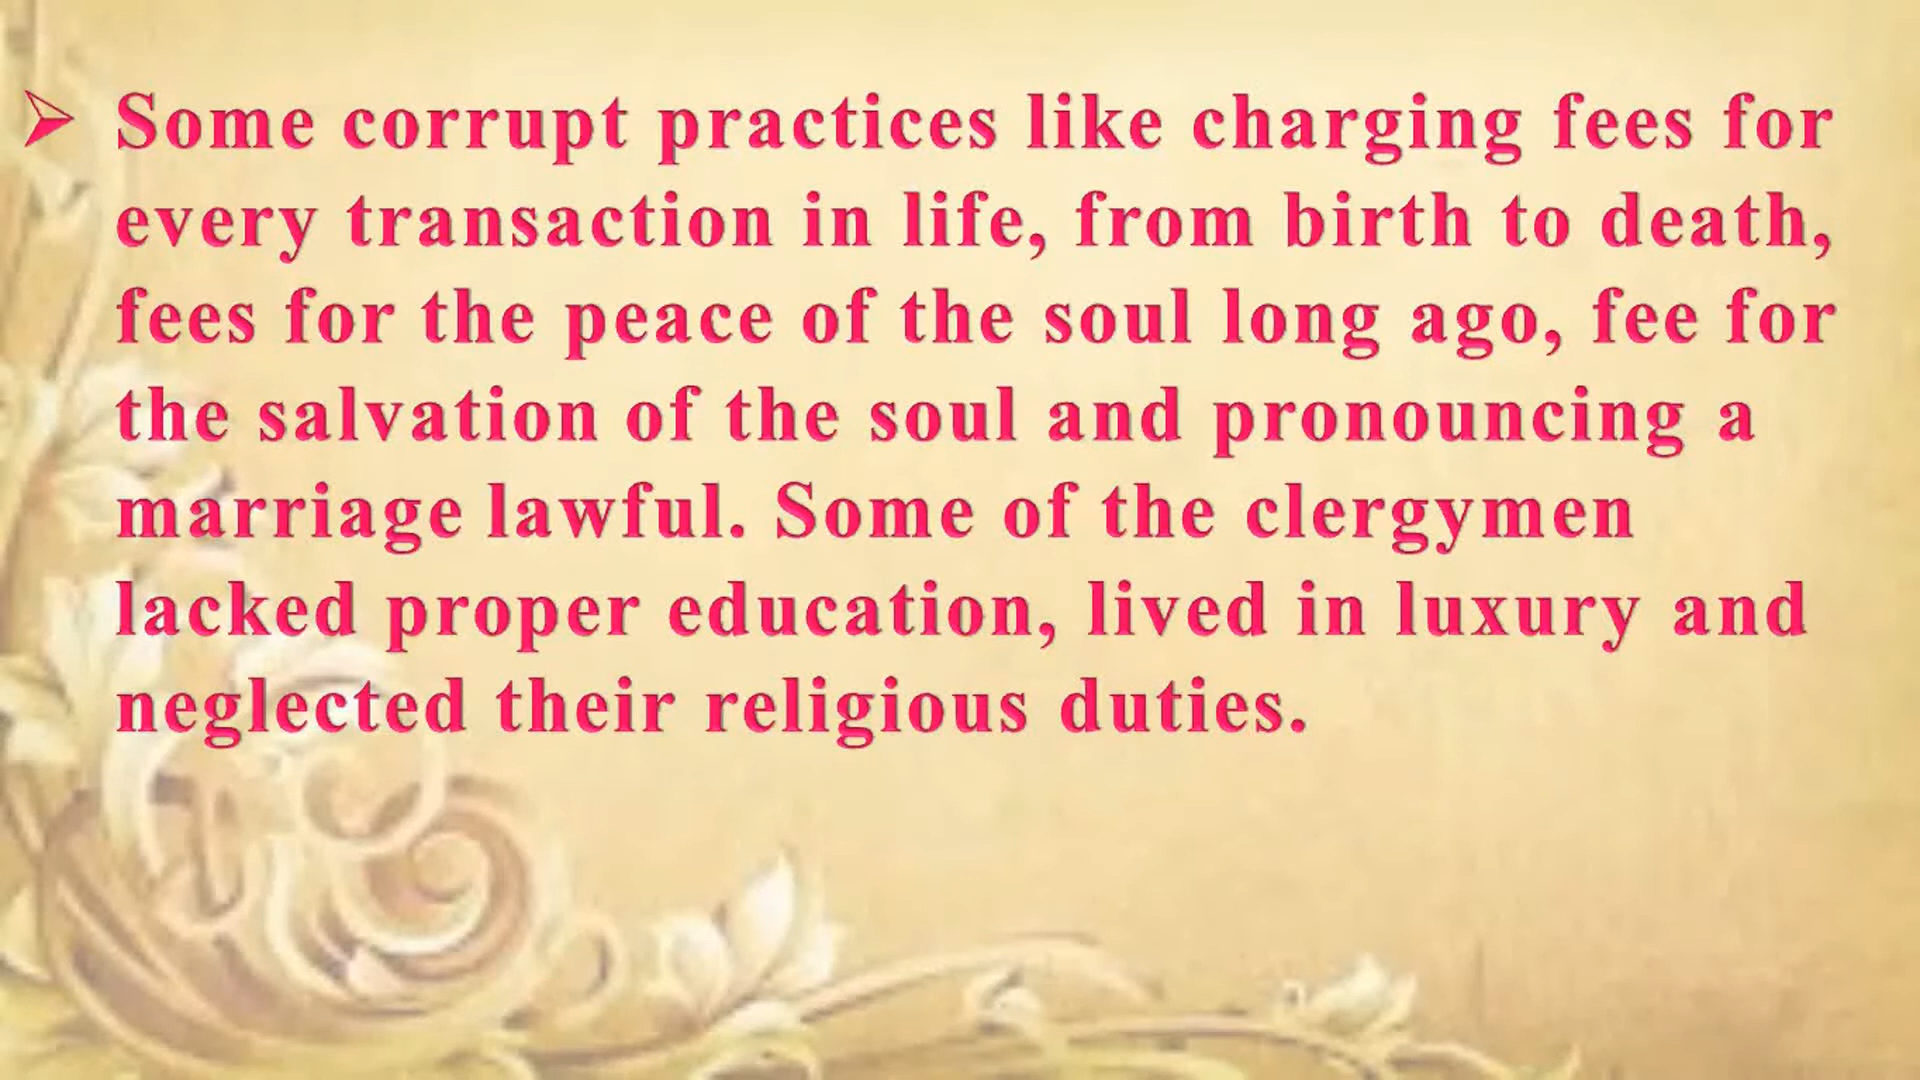 Some corrupt practices like charging fees for
every transaction in life, from birth to death,
fees for the peace of the soul long ago, fee for
the salvation of the soul and pronouncing a
marriage lawful. Some of the clergymen
lacked proper education, lived in luxury and
neglected their religious duties.